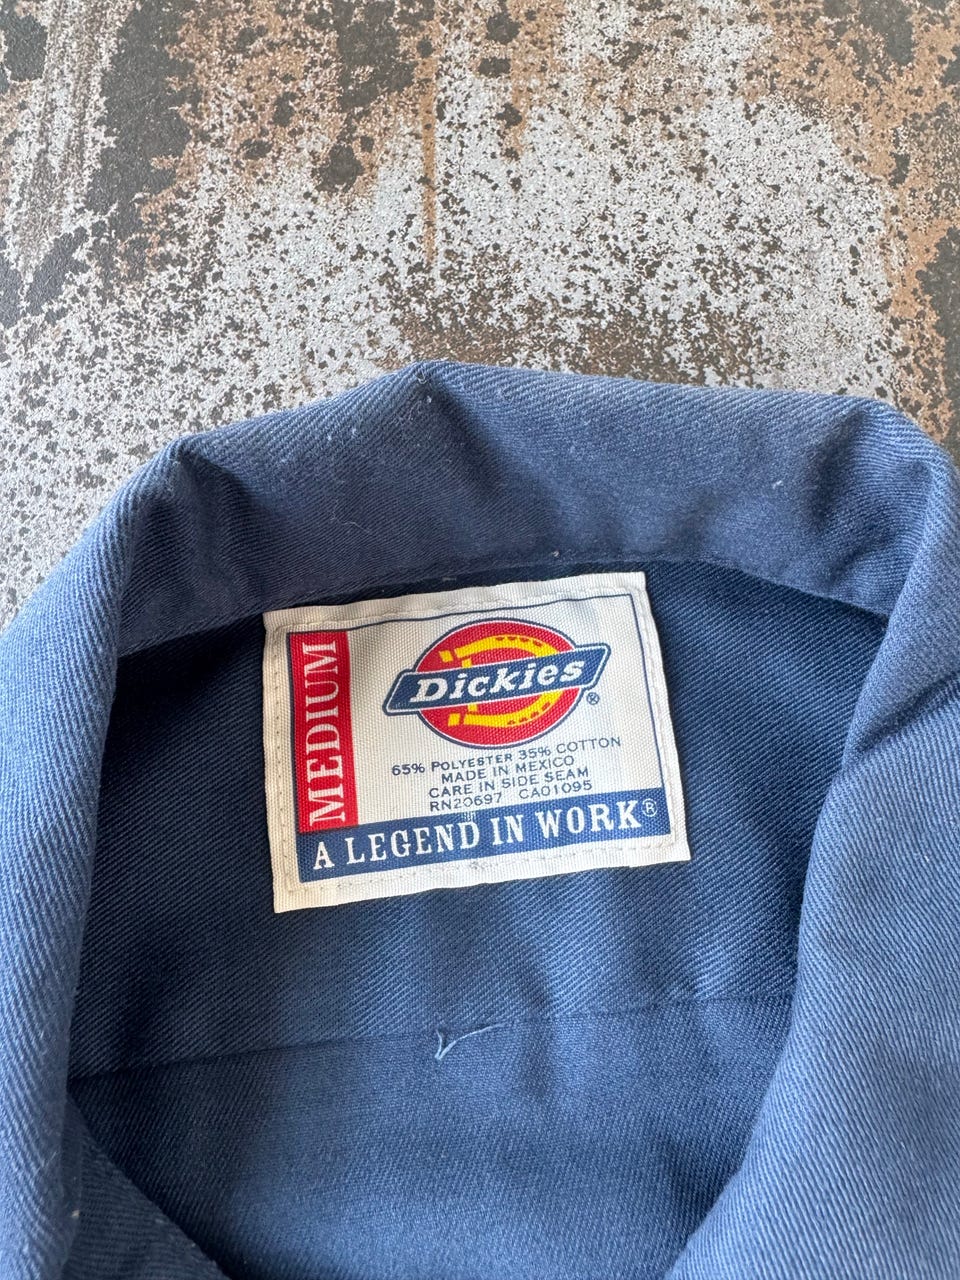 MEDIUM
Dickies®
65% POLYESTER 35% COTTON
MADE IN MEXICO
CARE IN SIDE SEAM
RN20697 CA01095
A LEGEND IN WORK®